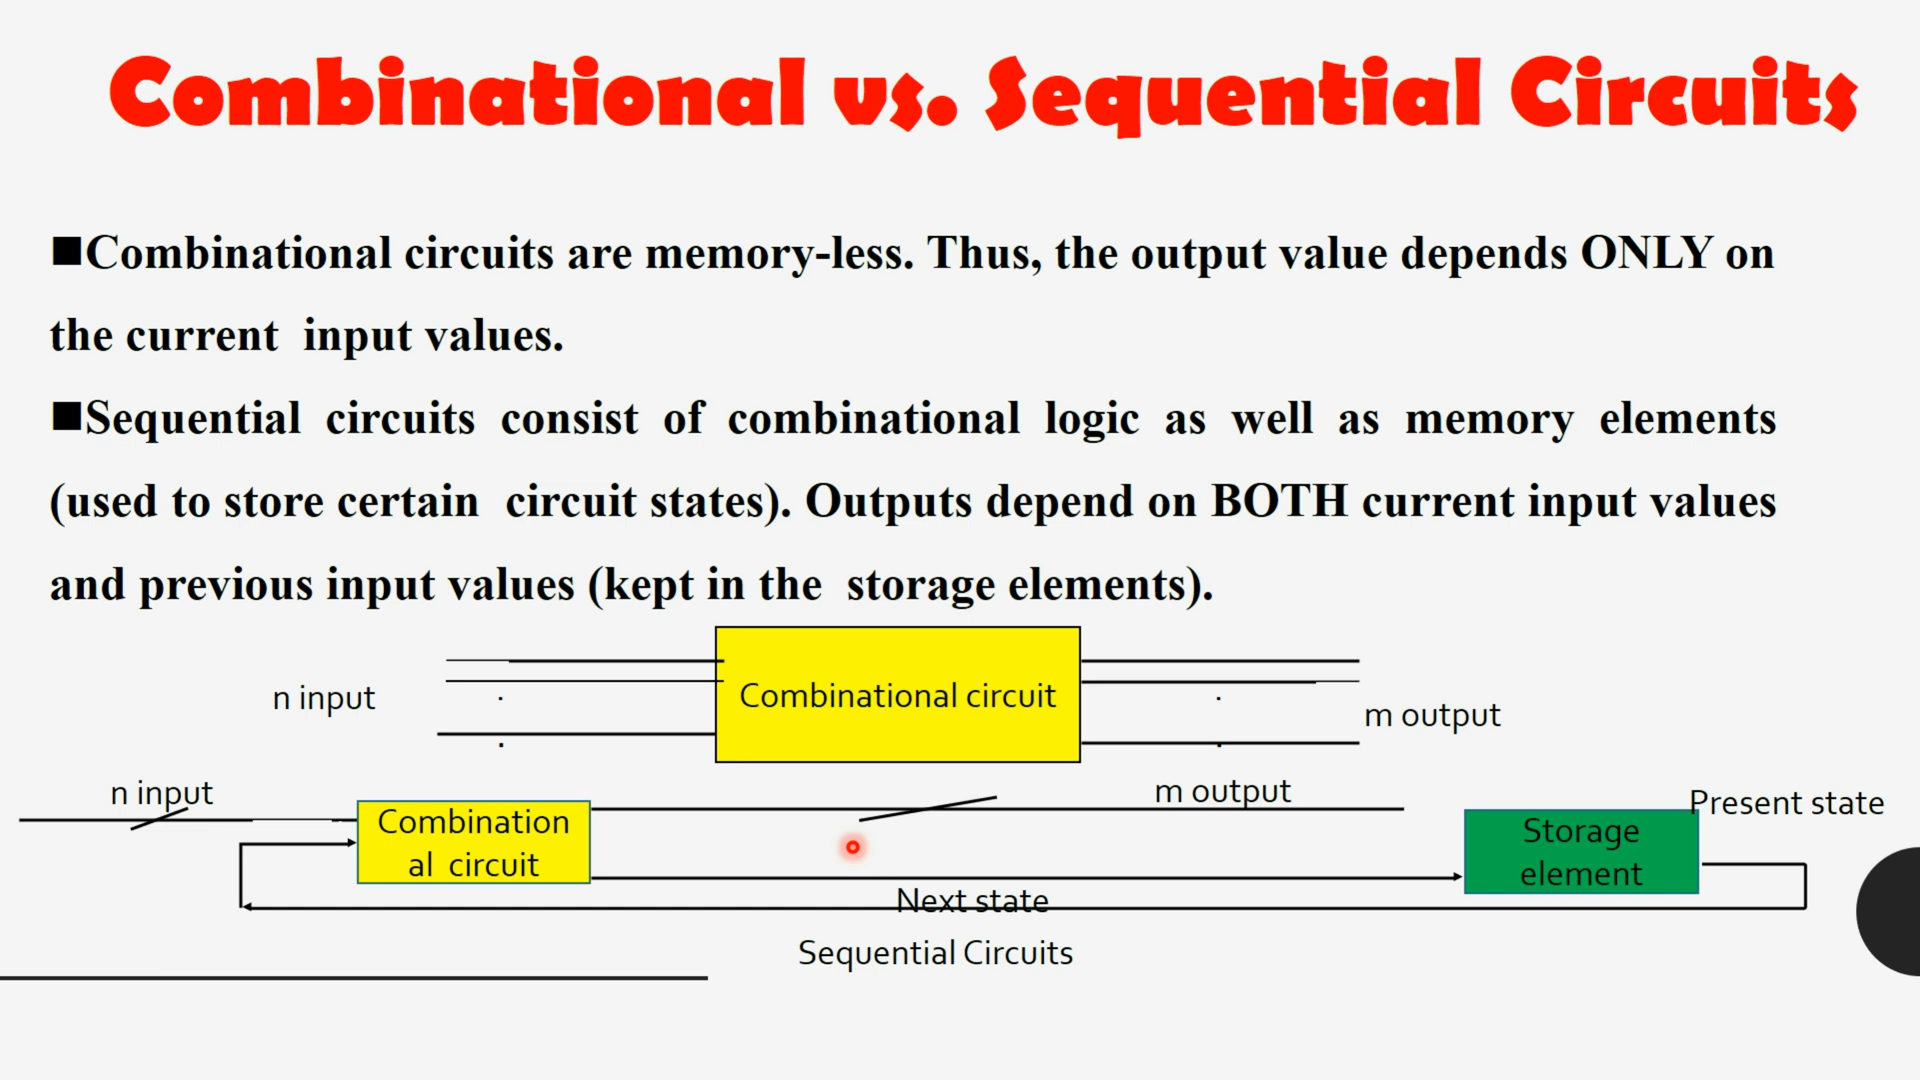 Combinational vs. Sequential Circuits
■Combinational circuits are memory-less. Thus, the output value depends ONLY on
the current input values.
■Sequential circuits consist of combinational logic as well as memory elements
(used to store certain circuit states). Outputs depend on BOTH current input values
and previous input values (kept in the storage elements).
n input
.
.
Combinational circuit
.
.
m output
n input
Combination
al circuit
m output
Storage
element
Present state
Next state
Sequential Circuits